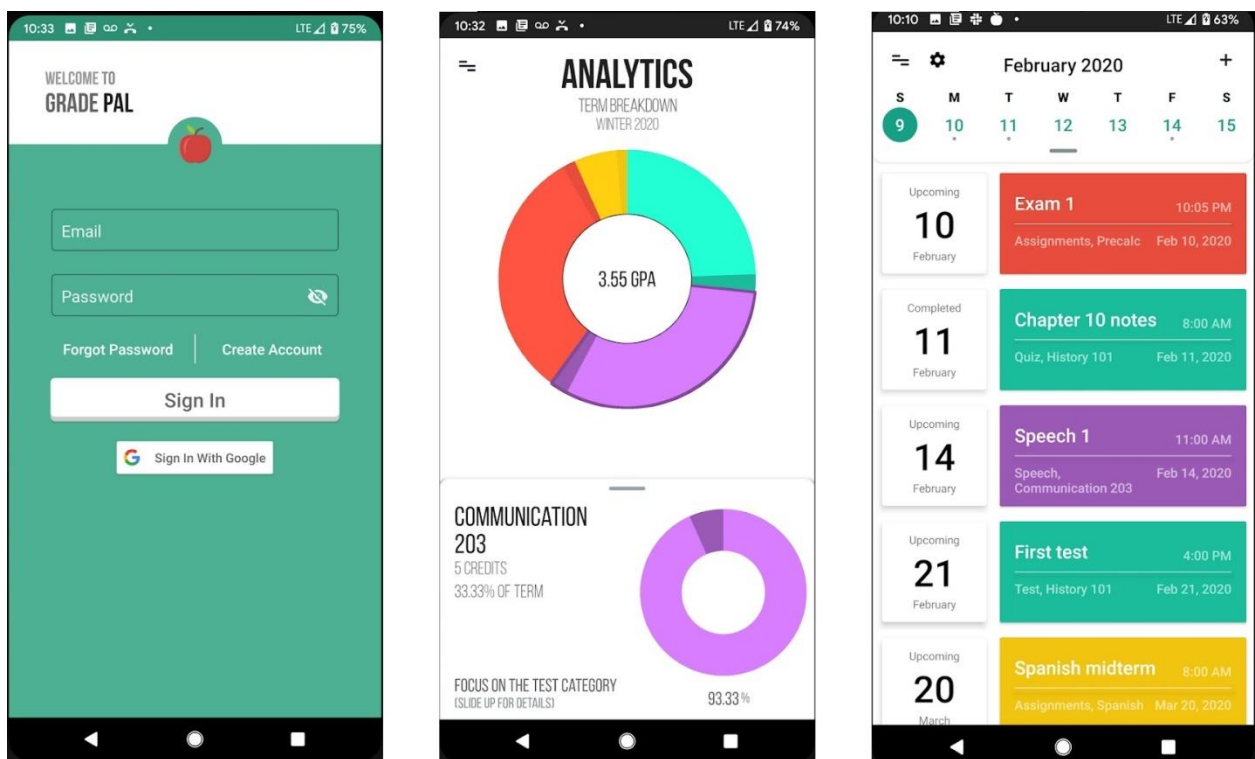 10:33 LTE 75%
WELCOME TO
GRADE PAL
Email
Password
Forgot Password Create Account
Sign In
G Sign In With Google
10:32 LTE 74%
ANALYTICS
TERM BREAKDOWN
WINTER 2020
3.55 GPA
COMMUNICATION
203
5 CREDITS
33.33% OF TERM
FOCUS ON THE TEST CATEGORY
(SLIDE UP FOR DETAILS)
93.33 %
10:10 LTE 63%
February 2020 +
S M T W T F S
9 10 11 12 13 14 15
Upcoming
10
February
Exam 1 10:05 PM
Assignments, Precalc Feb 10, 2020
Completed
11
February
Chapter 10 notes 8:00 AM
Quiz, History 101 Feb 11, 2020
Upcoming
14
February
Speech 1 11:00 AM
Speech, Feb 14, 2020
Communication 203
Upcoming
21
February
First test 4:00 PM
Test, History 101 Feb 21, 2020
Upcoming
20
March
Spanish midterm 8:00 AM
Assignments, Spanish Mar 20, 2020